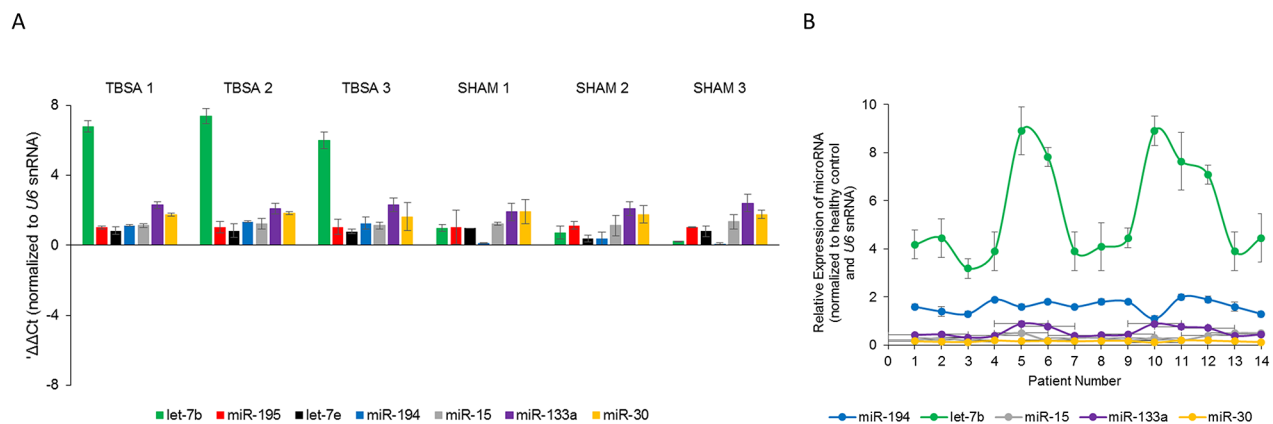 A
B
TBSA 1 TBSA 2 TBSA 3 SHAM 1 SHAM 2 SHAM 3
'ΔΔCt (normalized to U6 snRNA)
8
4
0
-4
-8
let-7b miR-195 let-7e miR-194 miR-15 miR-133a miR-30
Relative Expression of microRNA
(normalized to healthy control
and U6 snRNA)
10
8
6
4
2
0
0 1 2 3 4 5 6 7 8 9 10 11 12 13 14
Patient Number
miR-194 let-7b miR-15 miR-133a miR-30